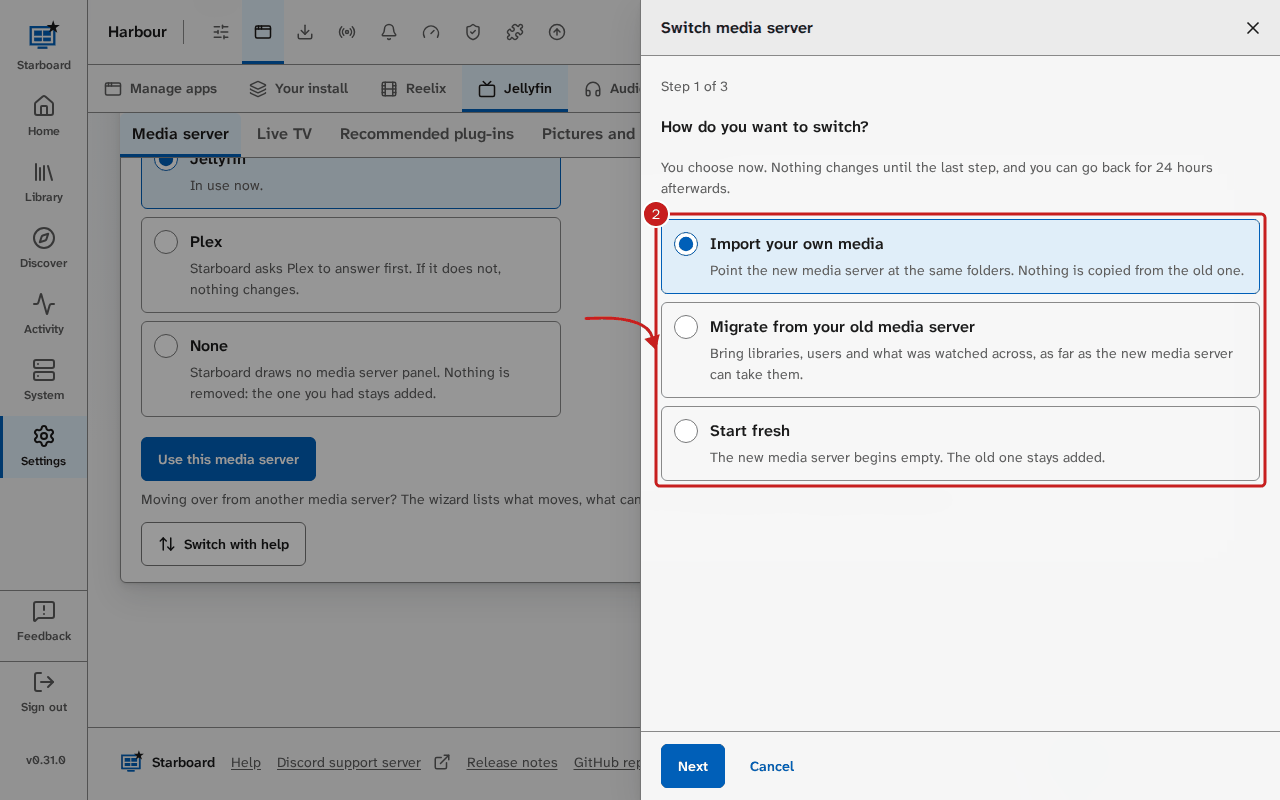 Starboard
Home
Library
Discover
Activity
System
Settings
Feedback
Sign out
v0.31.0
Harbour
Manage apps
Your install
Reelix
Jellyfin
Media server
Live TV
Recommended plug-ins
Pictures and
Jellyfin
In use now.
Plex
Starboard asks Plex to answer first. If it does not,
nothing changes.
None
Starboard draws no media server panel. Nothing is
removed: the one you had stays added.
Use this media server
Moving over from another media server? The wizard lists what moves, what can
Switch with help
Starboard
Help
Discord support server
Release notes
GitHub
Switch media server
Step 1 of 3
How do you want to switch?
You choose now. Nothing changes until the last step, and you can go back for 24 hours
afterwards.
2
Import your own media
Point the new media server at the same folders. Nothing is copied from the old one.
Migrate from your old media server
Bring libraries, users and what was watched across, as far as the new media server
can take them.
Start fresh
The new media server begins empty. The old one stays added.
Next
Cancel